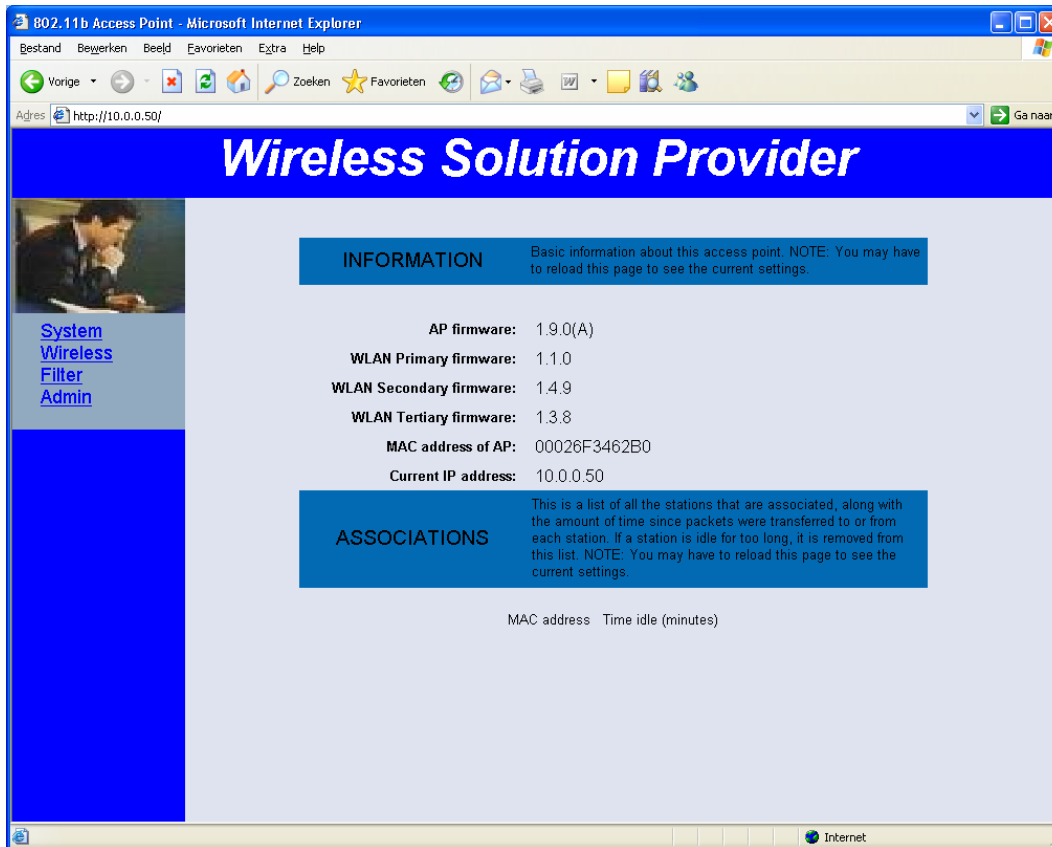 802.11b Access Point - Microsoft Internet Explorer
Bestand Bewerken Beeld Favorieten Extra Help
Vorige Zoeken Favorieten
Adres http://10.0.0.50/ Ga naar
Wireless Solution Provider
INFORMATION
Basic information about this access point. NOTE: You may have
to reload this page to see the current settings.
System
Wireless
Filter
Admin
AP firmware: 1.9.0(A)
WLAN Primary firmware: 1.1.0
WLAN Secondary firmware: 1.4.9
WLAN Tertiary firmware: 1.3.8
MAC address of AP: 00026F3462B0
Current IP address: 10.0.0.50
ASSOCIATIONS
This is a list of all the stations that are associated, along with
the amount of time since packets were transferred to or from
each station. If a station is idle for too long, it is removed from
this list. NOTE: You may have to reload this page to see the
current settings.
MAC address Time idle (minutes)
Internet